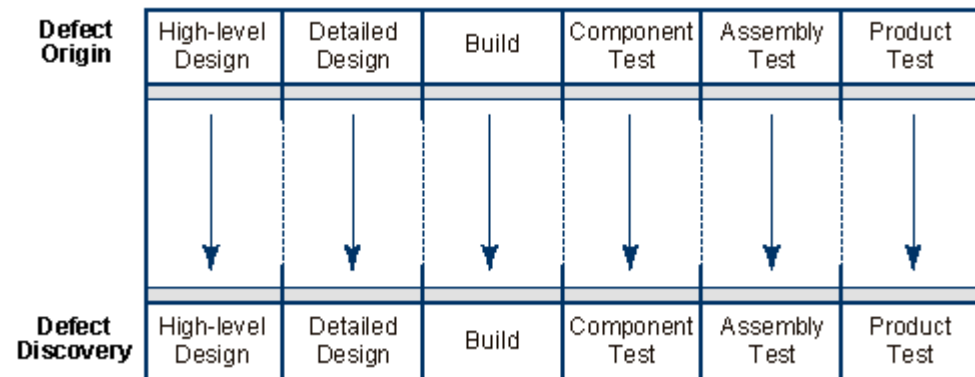 Defect Origin
High-level Design
Detailed Design
Build
Component Test
Assembly Test
Product Test
Defect Discovery
High-level Design
Detailed Design
Build
Component Test
Assembly Test
Product Test